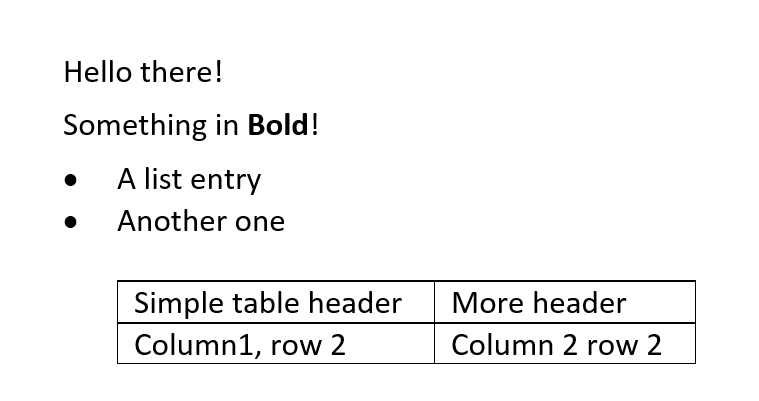 Hello there!
Something in Bold!
• A list entry
• Another one
Simple table header More header
Column1, row 2 Column 2 row 2